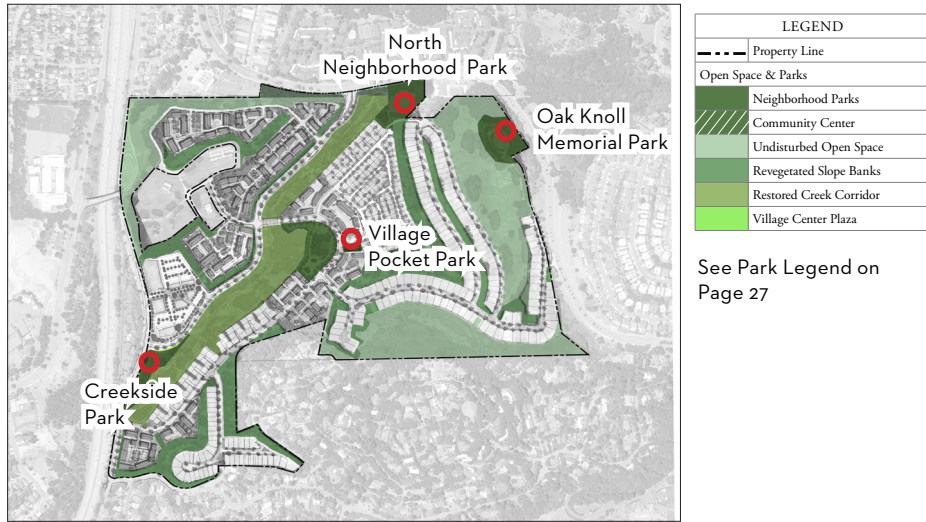 North
Neighborhood Park
Oak Knoll
Memorial Park
Village
Pocket Park
Creekside
Park
LEGEND
Property Line
Open Space & Parks
Neighborhood Parks
Community Center
Undisturbed Open Space
Revegetated Slope Banks
Restored Creek Corridor
Village Center Plaza
See Park Legend on
Page 27